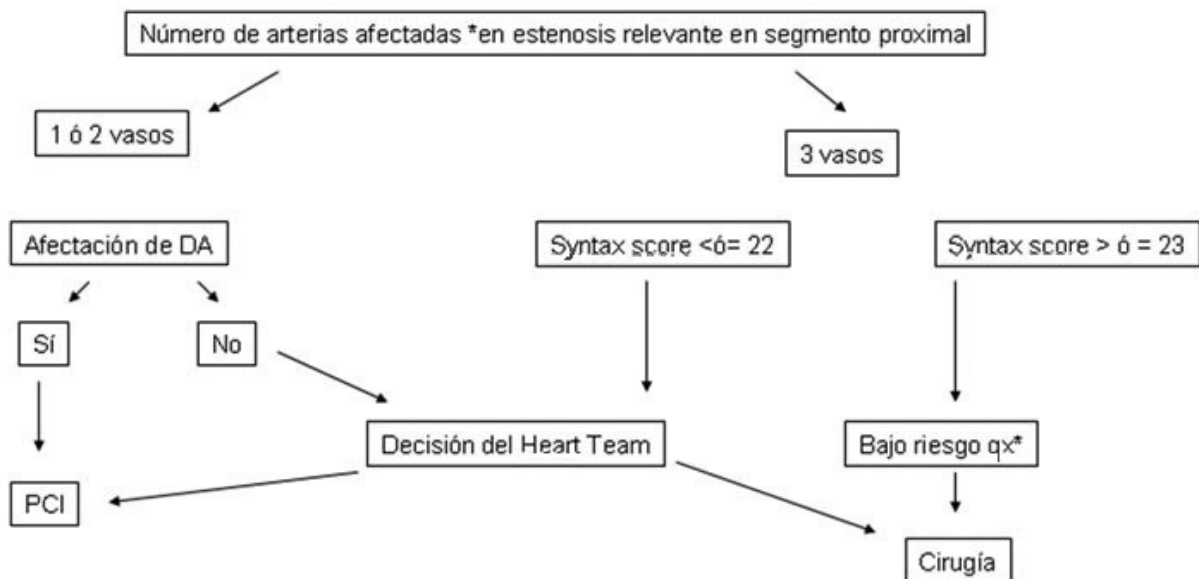 Número de arterias afectadas *en estenosis relevante en segmento proximal
1 ó 2 vasos
3 vasos
Afectación de DA
Syntax score <ó= 22
Syntax score > ó = 23
Sí
No
Decisión del Heart Team
Bajo riesgo qx*
PCI
Cirugía